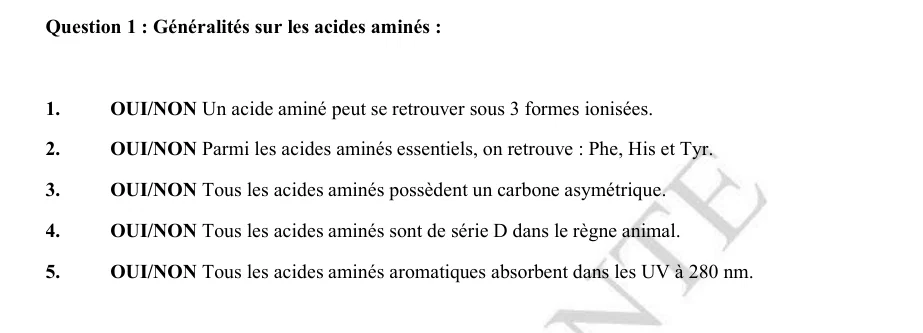 Question 1 : Généralités sur les acides aminés :
1. OUI/NON Un acide aminé peut se retrouver sous 3 formes ionisées.
2. OUI/NON Parmi les acides aminés essentiels, on retrouve : Phe, His et Tyr.
3. OUI/NON Tous les acides aminés possèdent un carbone asymétrique.
4. OUI/NON Tous les acides aminés sont de série D dans le règne animal.
5. OUI/NON Tous les acides aminés aromatiques absorbent dans les UV à 280 nm.